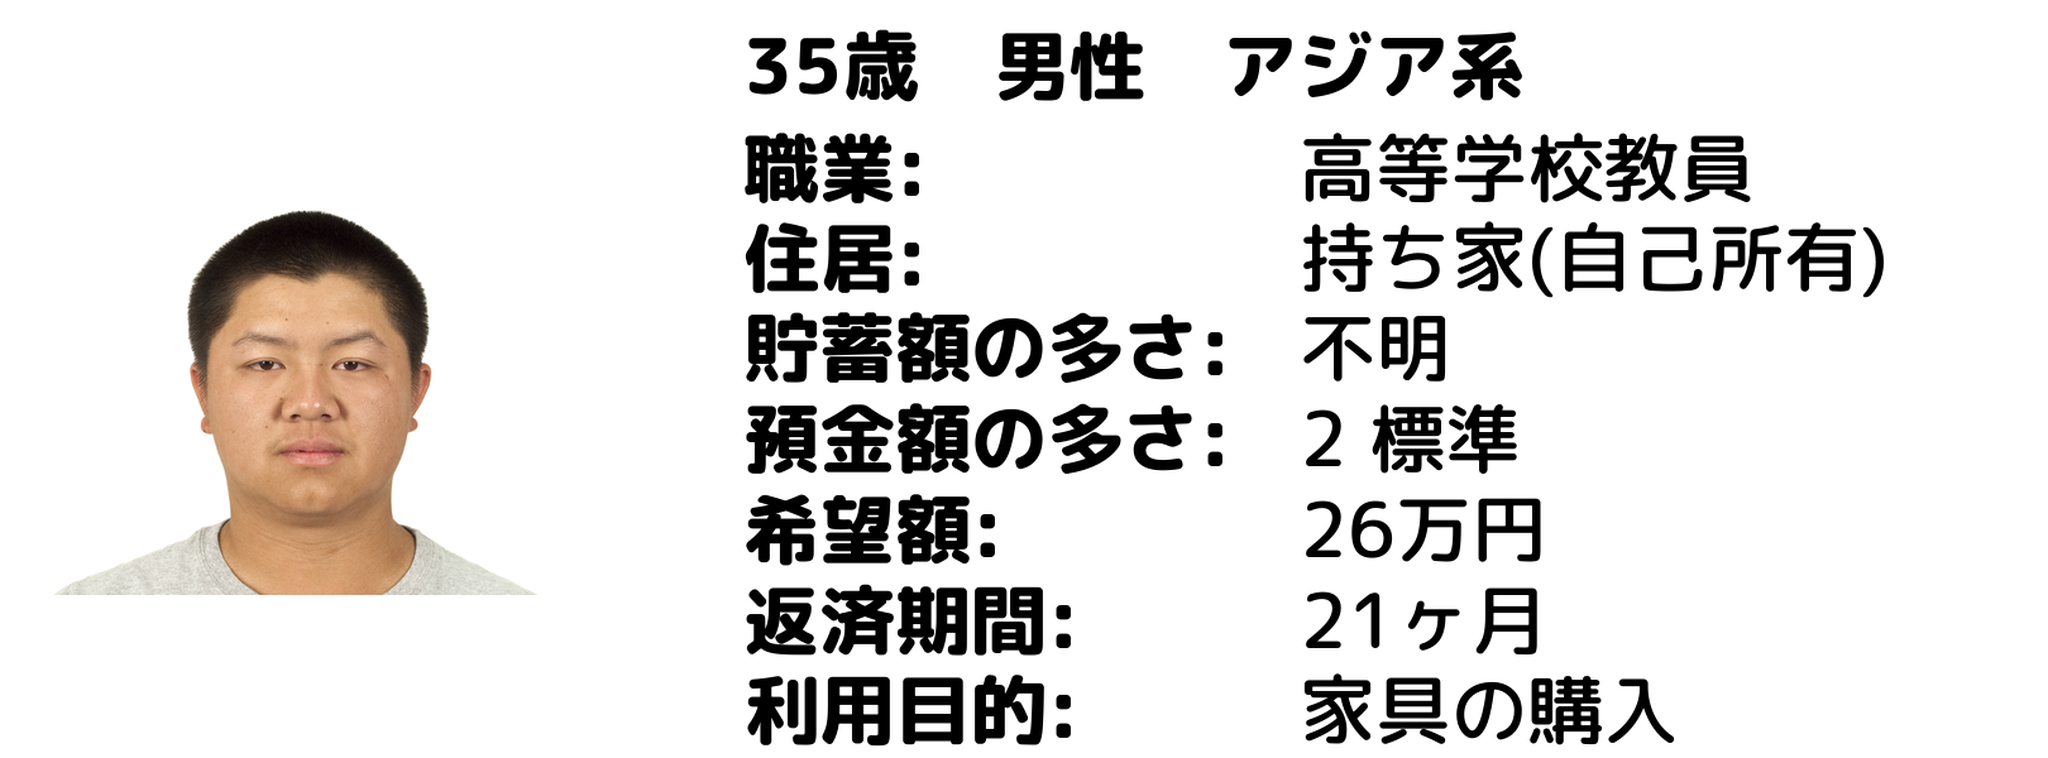 35歳　男性　アジア系
職業: 高等学校教員
住居: 持ち家(自己所有)
貯蓄額の多さ: 不明
預金額の多さ: 2 標準
希望額: 26万円
返済期間: 21ヶ月
利用目的: 家具の購入